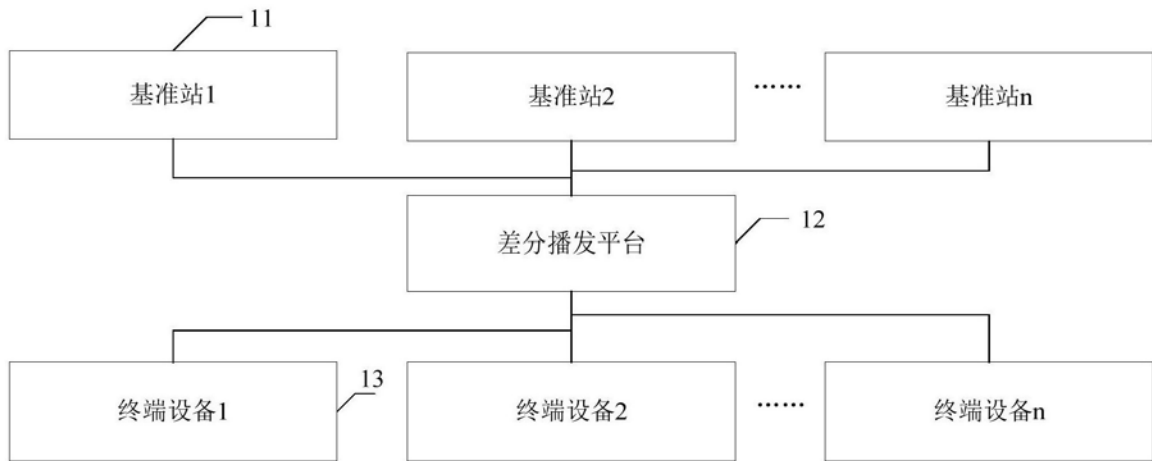 11
基准站1
基准站2
……
基准站n
差分播发平台
12
13
终端设备1
终端设备2
……
终端设备n